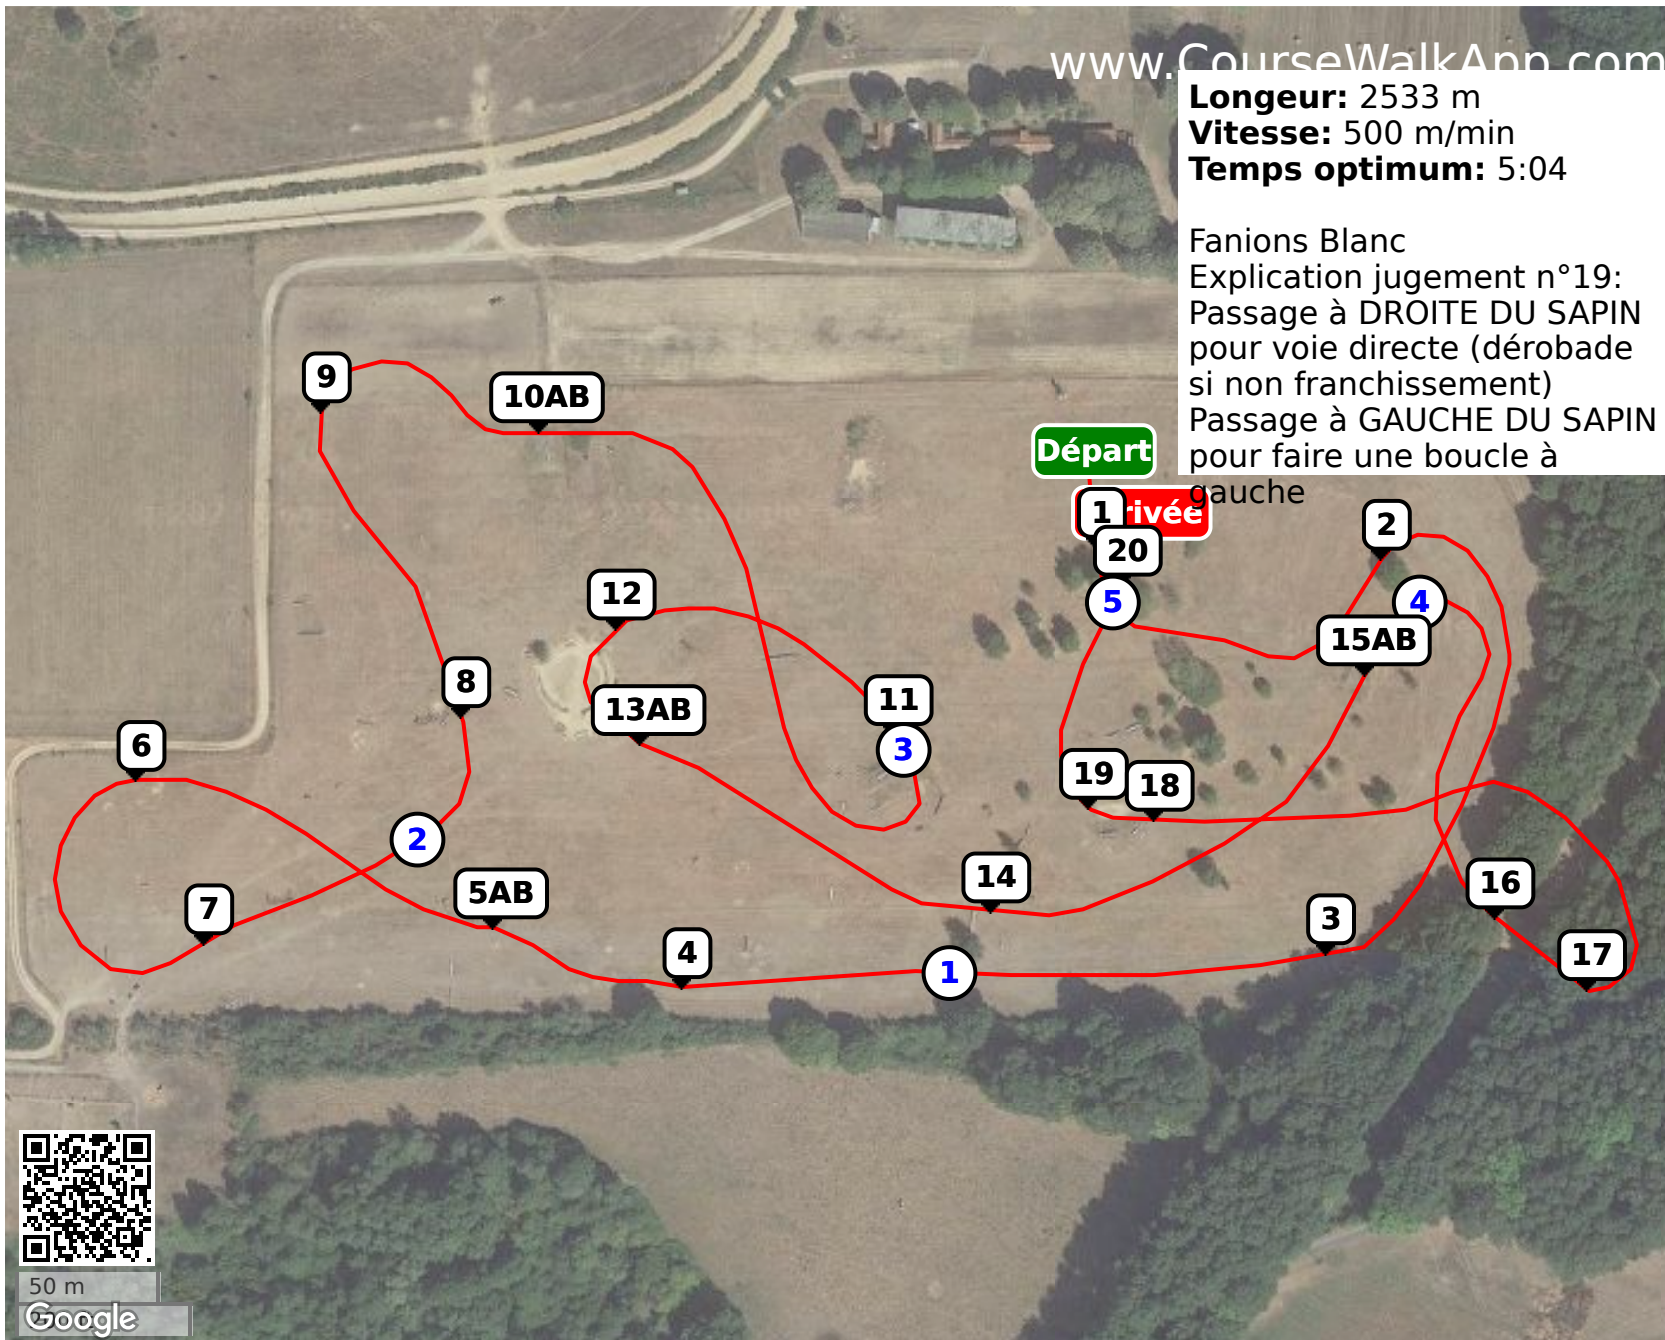 www.CourseWalkApp.com
Longeur: 2533 m
Vitesse: 500 m/min
Temps optimum: 5:04
Fanions Blanc
Explication jugement n°19:
Passage à DROITE DU SAPIN
pour voie directe (dérobade
si non franchissement)
Passage à GAUCHE DU SAPIN
pour faire une boucle à
gauche
9
10AB
Départ
1
rivée
2
20
12
5
4
15AB
8
11
13AB
6
3
19
18
2
14
16
5AB
7
3
4
17
1
50 m
Google